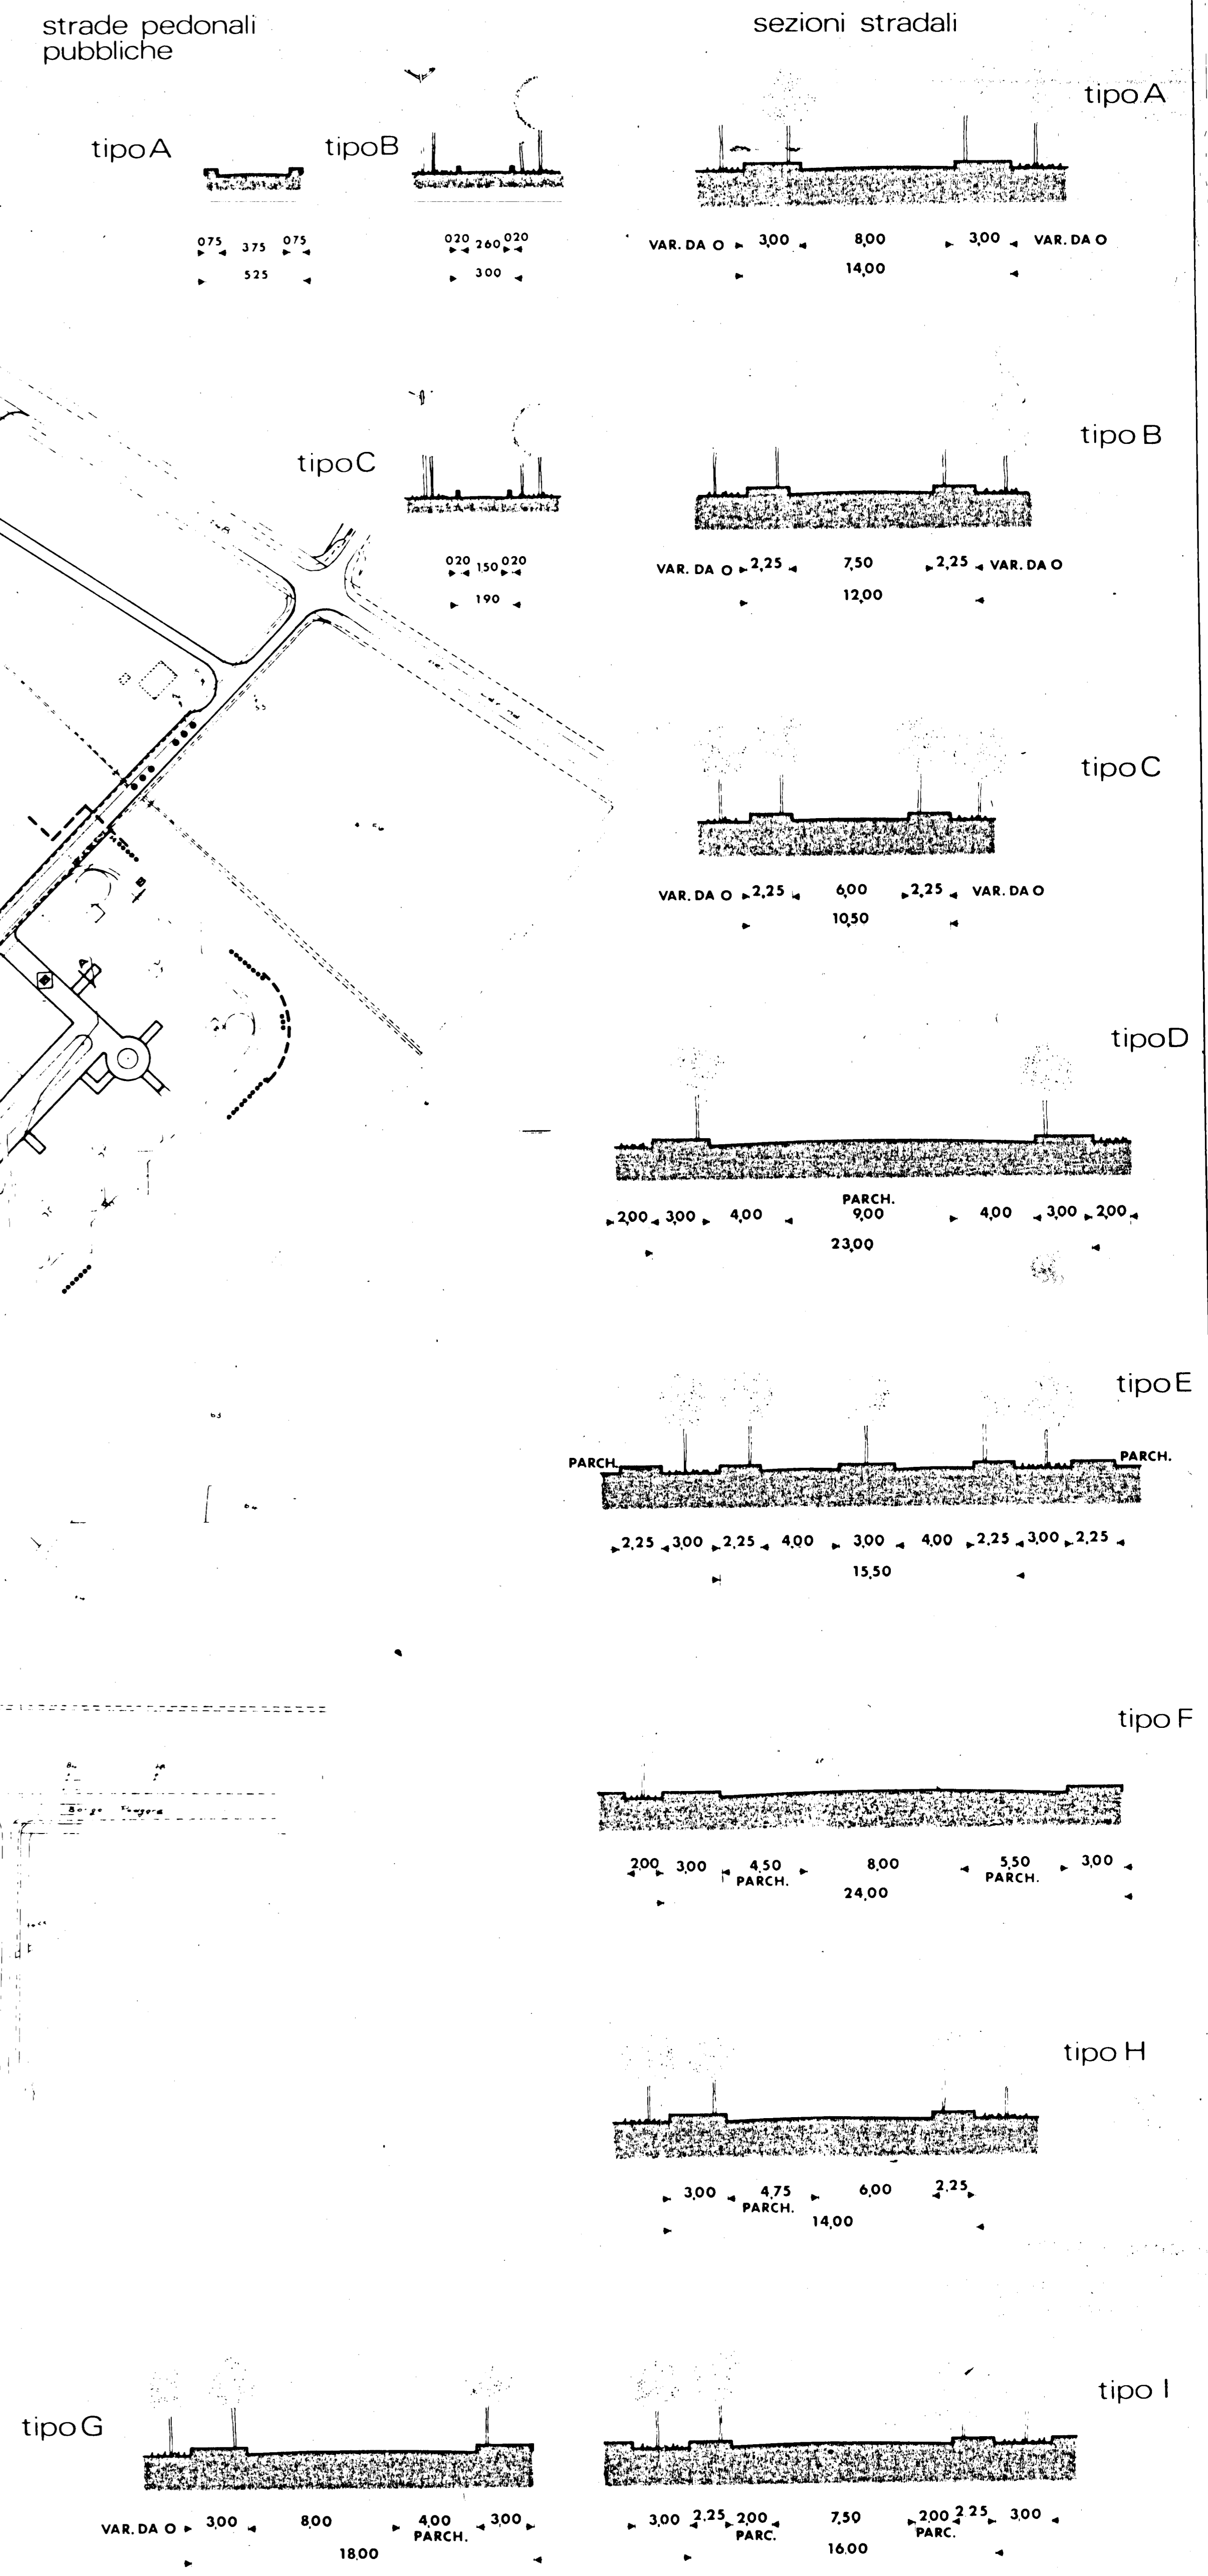 strade pedonali
pubbliche
tipo A
075 375 075
525
tipo B
020 260 020
300
tipo C
020 150 020
190
sezioni stradali
tipo A
VAR. DA O 3,00 8,00 3,00 VAR. DA O
14,00
tipo B
VAR. DA O 2,25 7,50 2,25 VAR. DA O
12,00
tipo C
VAR. DA O 2,25 6,00 2,25 VAR. DA O
10,50
tipo D
PARCH.
2,00 3,00 4,00 9,00 4,00 3,00 2,00
23,00
tipo E
PARCH. PARCH.
2,25 3,00 2,25 4,00 3,00 4,00 2,25 3,00 2,25
15,50
tipo F
2,00 3,00 4,50 8,00 5,50 3,00
PARCH. PARCH.
24,00
tipo H
3,00 4,75 6,00 2,25
PARCH.
14,00
tipo G
VAR. DA O 3,00 8,00 4,00 3,00
PARCH.
18,00
tipo I
3,00 2,25 2,00 7,50 2,00 2 25 3,00
PARC. PARC.
16,00